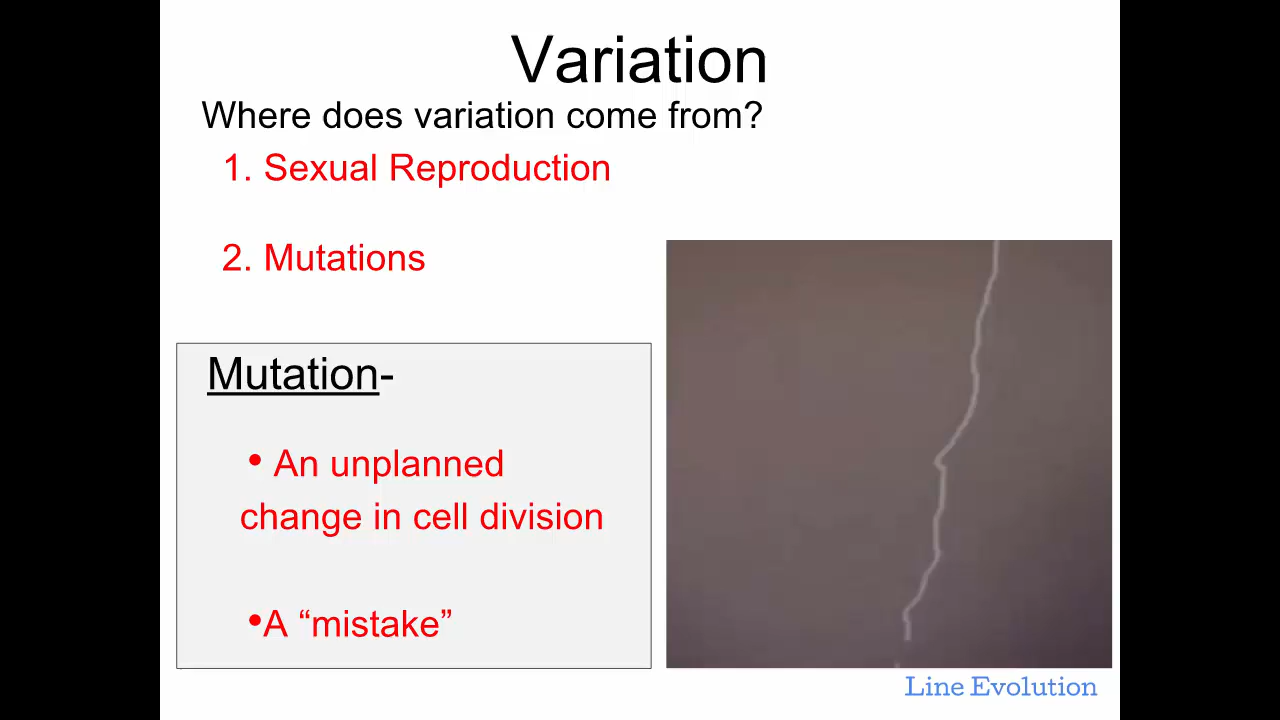 Variation
Where does variation come from?
1. Sexual Reproduction
2. Mutations
Mutation-
• An unplanned
change in cell division
•A “mistake”
Line Evolution